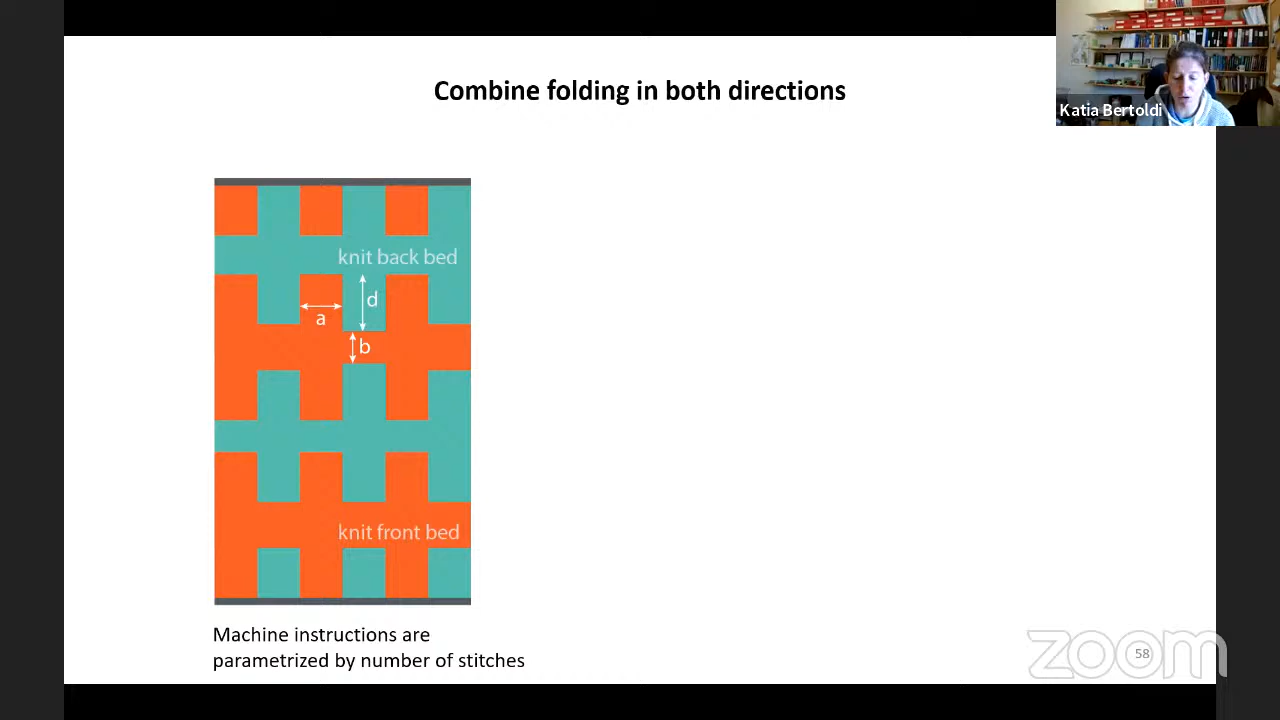 Combine folding in both directions
Katia Bertoldi
knit back bed
d
a
b
knit front bed
Machine instructions are
parametrized by number of stitches
zoom
58